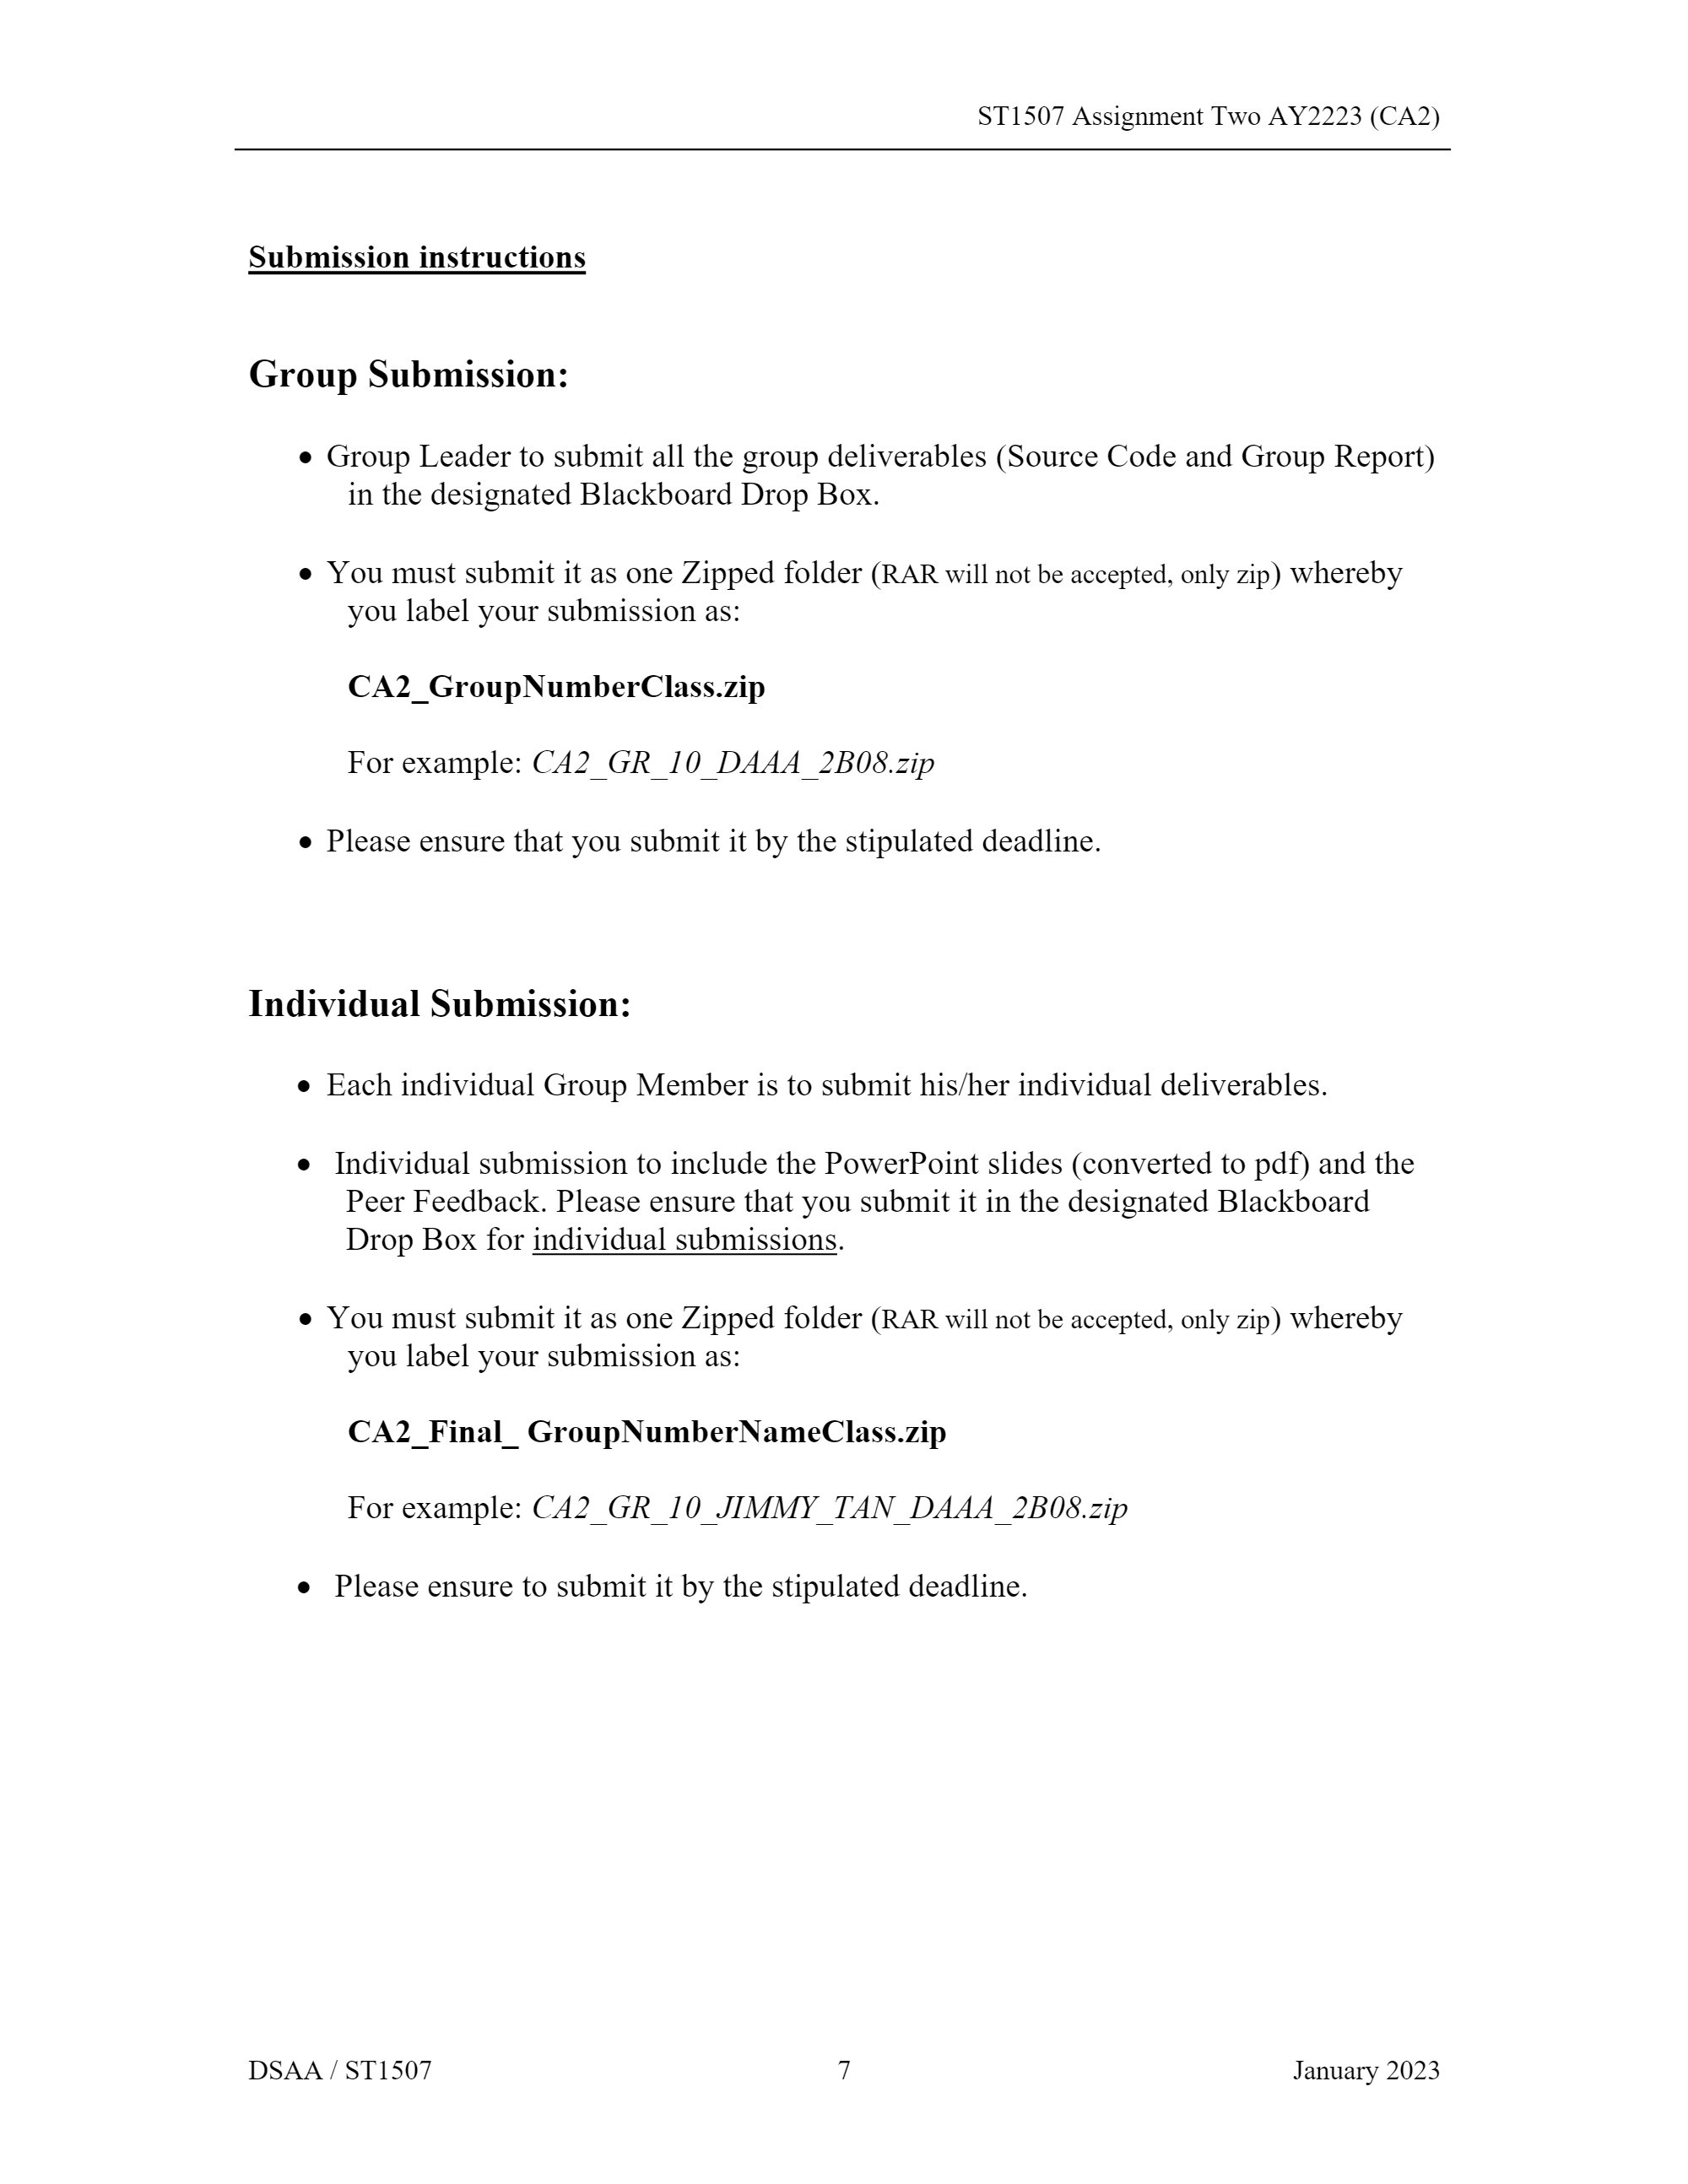 ST1507 Assignment Two AY2223 (CA2)
Submission instructions
Group Submission:
• Group Leader to submit all the group deliverables (Source Code and Group Report)
in the designated Blackboard Drop Box.
• You must submit it as one Zipped folder (RAR will not be accepted, only zip) whereby
you label your submission as:
CA2_GroupNumberClass.zip
For example: CA2_GR_10_DAAA_2B08.zip
• Please ensure that you submit it by the stipulated deadline.
Individual Submission:
• Each individual Group Member is to submit his/her individual deliverables.
• Individual submission to include the PowerPoint slides (converted to pdf) and the
Peer Feedback. Please ensure that you submit it in the designated Blackboard
Drop Box for individual submissions.
• You must submit it as one Zipped folder (RAR will not be accepted, only zip) whereby
you label your submission as:
CA2_Final_ GroupNumberNameClass.zip
For example: CA2_GR_10_JIMMY_TAN_DAAA_2B08.zip
• Please ensure to submit it by the stipulated deadline.
DSAA / ST1507 7 January 2023